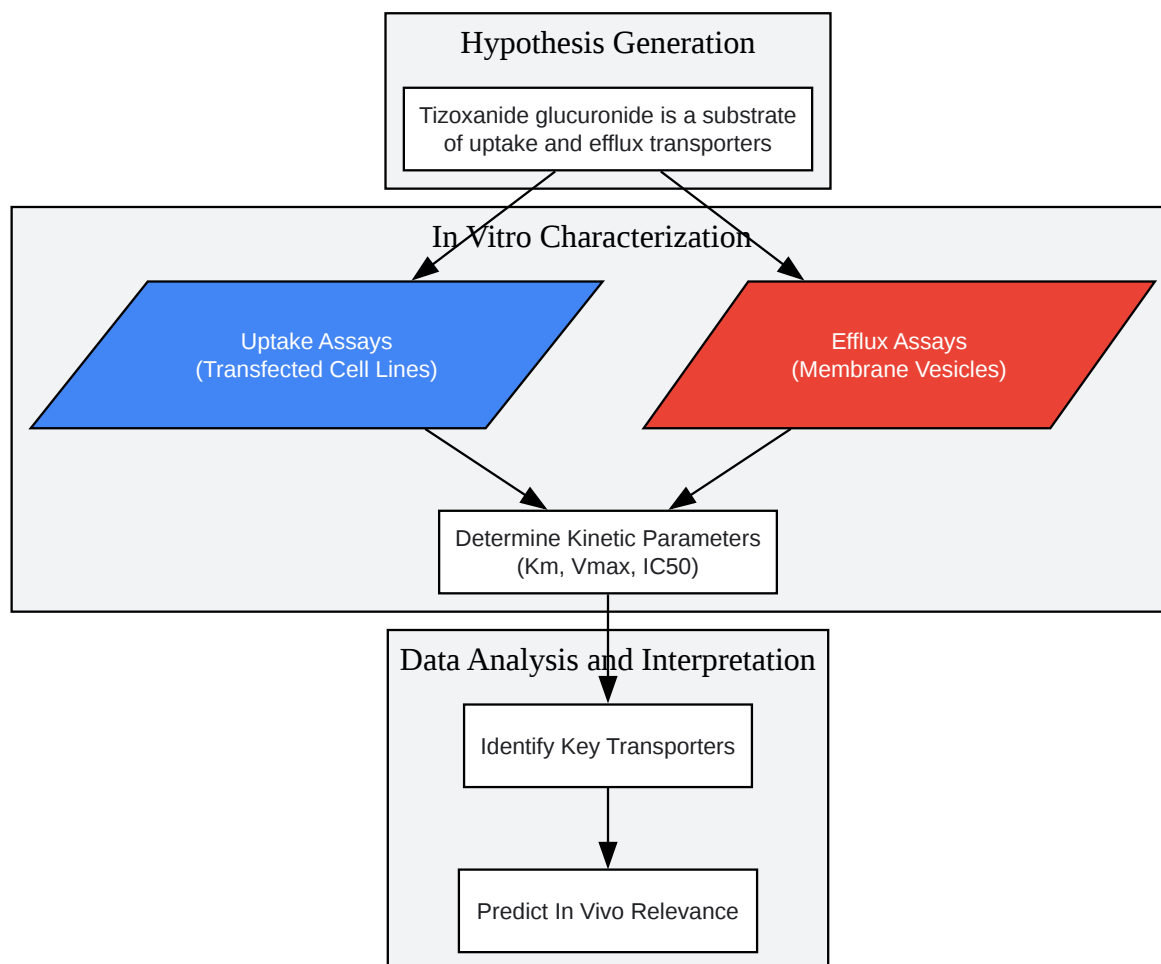 Hypothesis Generation
Tizoxanide glucuronide is a substrate
of uptake and efflux transporters
In Vitro Characterization
Uptake Assays
(Transfected Cell Lines)
Efflux Assays
(Membrane Vesicles)
Determine Kinetic Parameters
(Km, Vmax, IC50)
Data Analysis and Interpretation
Identify Key Transporters
Predict In Vivo Relevance